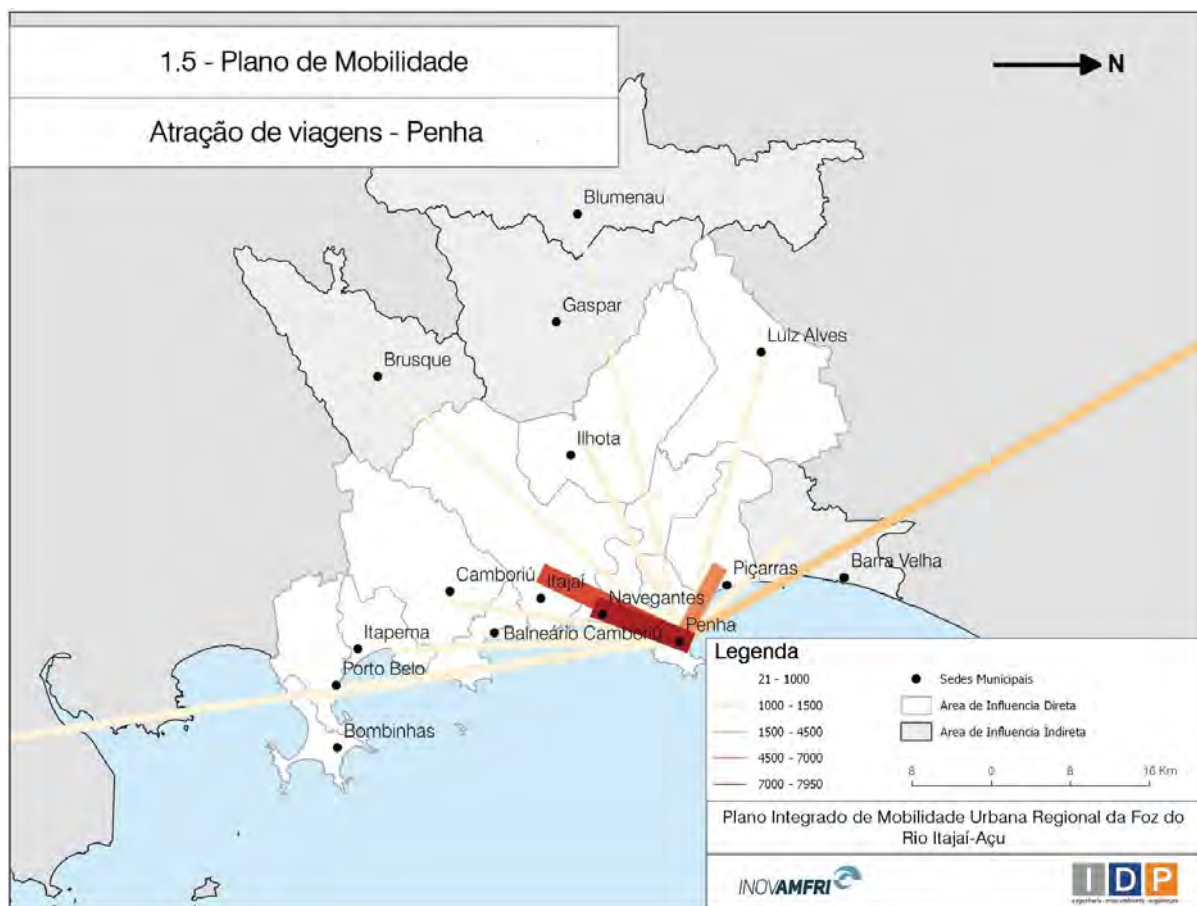 1.5 - Plano de Mobilidade
Atração de viagens - Penha
N
Blumenau
Gaspar
Luiz Alves
Brusque
Ilhota
Camboriú
Itajaí
Navegantes
Piçarras
Barra Velha
Itapema
Balneário Camboriú
Penha
Porto Belo
Bombinhas
Legenda
21 - 1000
1000 - 1500
1500 - 4500
4500 - 7000
7000 - 7950
Sedes Municipais
Area de Influencia Direta
Area de Influencia Indireta
8 0 8 16 Km
Plano Integrado de Mobilidade Urbana Regional da Foz do
Rio Itajaí-Açu
INOVAMFRI
IDP